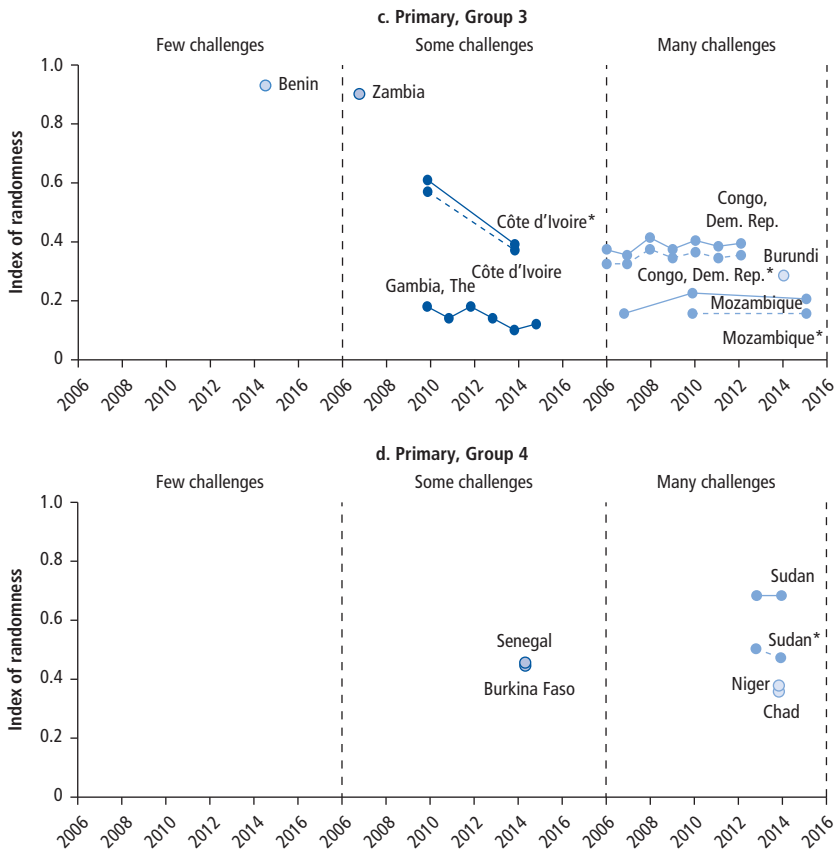 c. Primary, Group 3
Few challenges Some challenges Many challenges
Index of randomness
1.0
0.8
0.6
0.4
0.2
0
Benin
Zambia
Côte d'Ivoire*
Côte d'Ivoire
Gambia, The
Congo,
Dem. Rep.
Burundi
Congo, Dem. Rep.*
Mozambique
Mozambique*
2006 2008 2010 2012 2014 2016 2006 2008 2010 2012 2014 2016 2006 2008 2010 2012 2014 2016
d. Primary, Group 4
Few challenges Some challenges Many challenges
Index of randomness
1.0
0.8
0.6
0.4
0.2
0
Sudan
Senegal
Sudan*
Burkina Faso
Niger
Chad
2006 2008 2010 2012 2014 2016 2006 2008 2010 2012 2014 2016 2006 2008 2010 2012 2014 2016